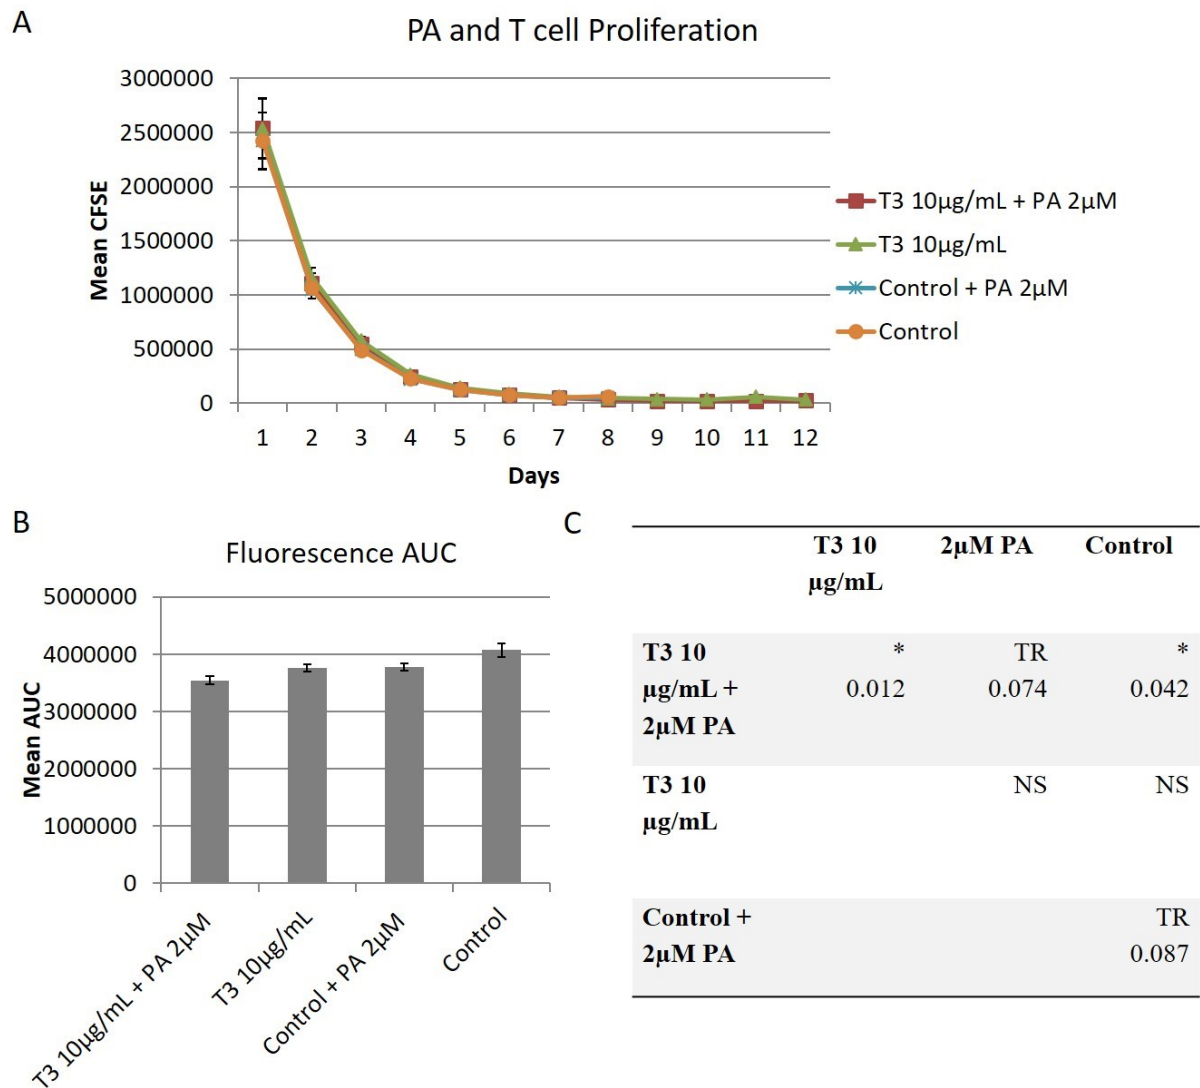 A
PA and T cell Proliferation
3000000
2500000
2000000
1500000
1000000
500000
0
Mean CFSE
1 2 3 4 5 6 7 8 9 10 11 12
Days
T3 10µg/mL + PA 2µM
T3 10µg/mL
Control + PA 2µM
Control
B
Fluorescence AUC
5000000
4000000
3000000
2000000
1000000
0
Mean AUC
T3 10µg/mL + PA 2µM
T3 10µg/mL
Control + PA 2µM
Control
C
T3 10 2µM PA Control
µg/mL
T3 10 * TR *
µg/mL + 0.012 0.074 0.042
2µM PA
T3 10 NS NS
µg/mL
Control + TR
2µM PA 0.087